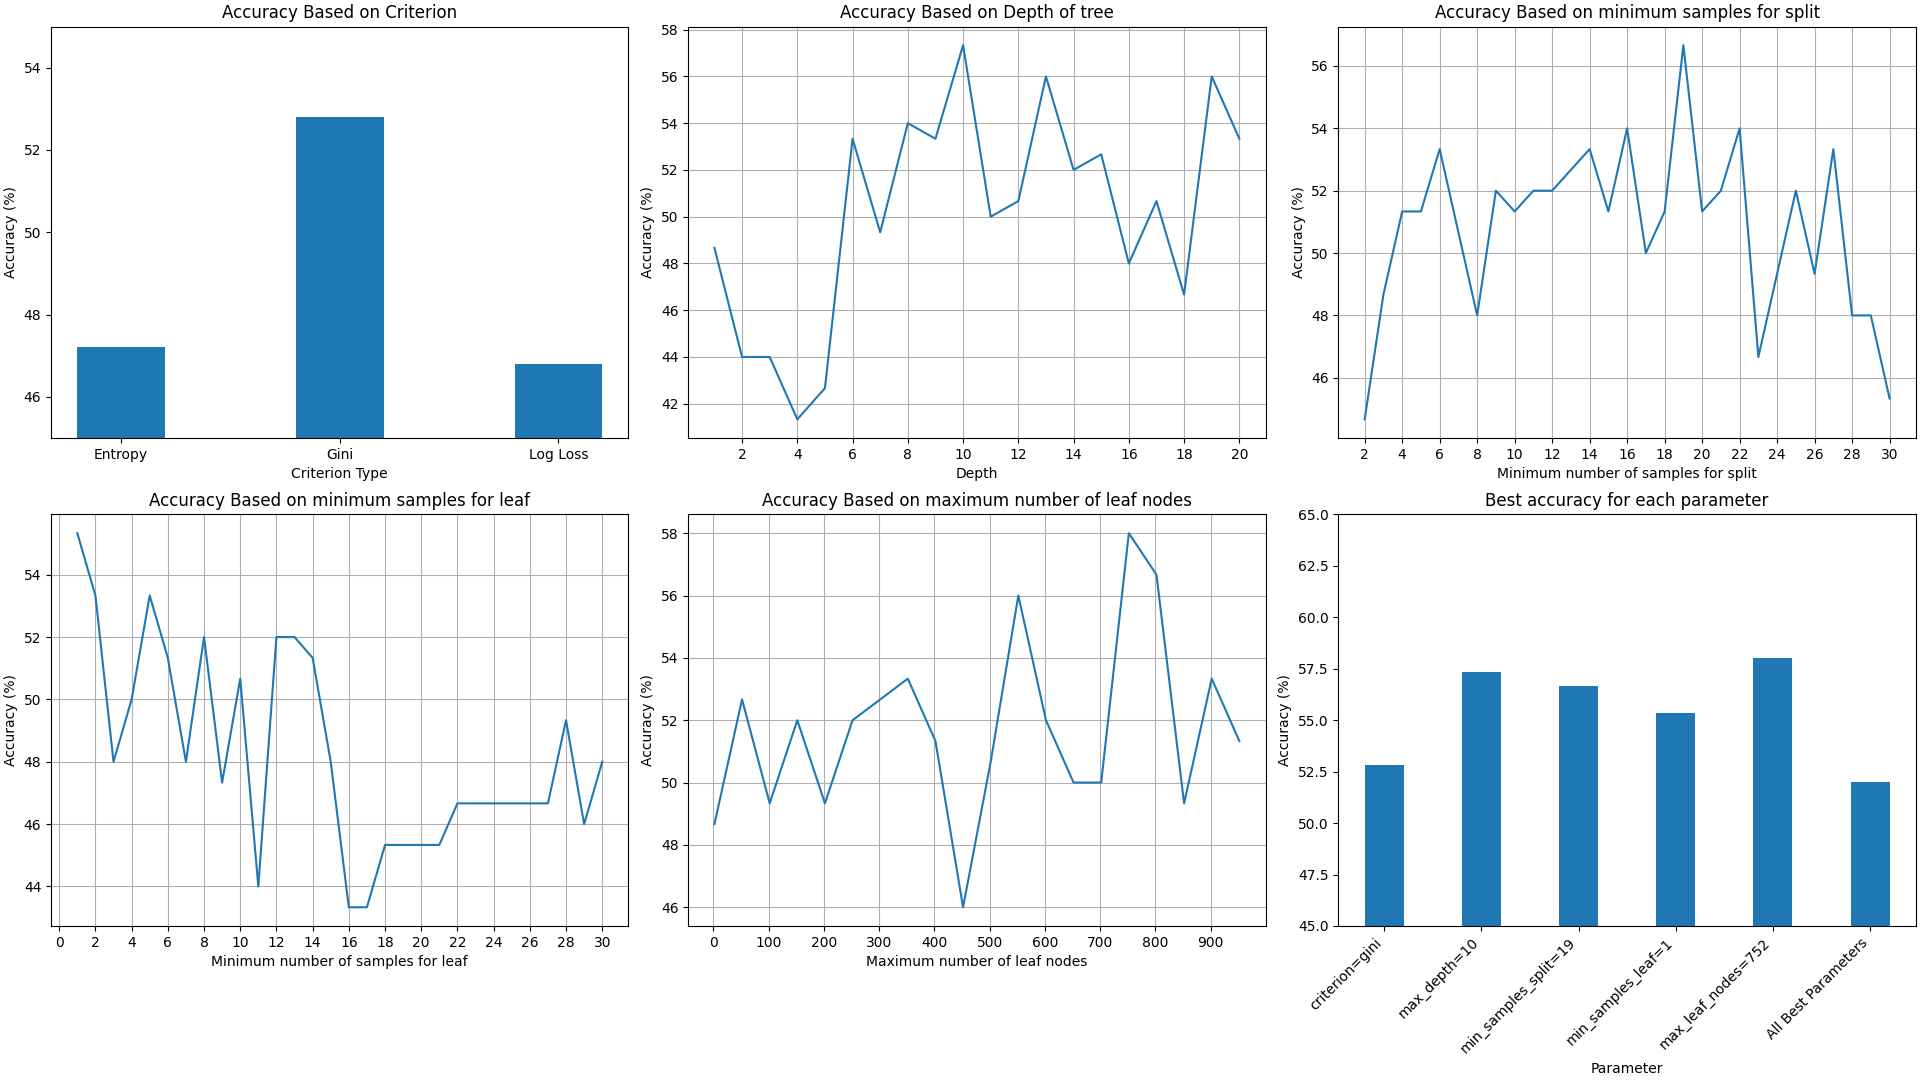 Accuracy Based on Criterion
54
52
50
48
46
Accuracy (%)
Entropy Gini Log Loss
Criterion Type
Accuracy Based on Depth of tree
58
56
54
52
50
48
46
44
42
Accuracy (%)
2 4 6 8 10 12 14 16 18 20
Depth
Accuracy Based on minimum samples for split
56
54
52
50
48
46
Accuracy (%)
2 4 6 8 10 12 14 16 18 20 22 24 26 28 30
Minimum number of samples for split
Accuracy Based on minimum samples for leaf
54
52
50
48
46
44
Accuracy (%)
0 2 4 6 8 10 12 14 16 18 20 22 24 26 28 30
Minimum number of samples for leaf
Accuracy Based on maximum number of leaf nodes
58
56
54
52
50
48
46
Accuracy (%)
0 100 200 300 400 500 600 700 800 900
Maximum number of leaf nodes
Best accuracy for each parameter
65.0
62.5
60.0
57.5
55.0
52.5
50.0
47.5
45.0
Accuracy (%)
criterion=gini
max_depth=10
min_samples_split=19
min_samples_leaf=1
max_leaf_nodes=752
All Best Parameters
Parameter